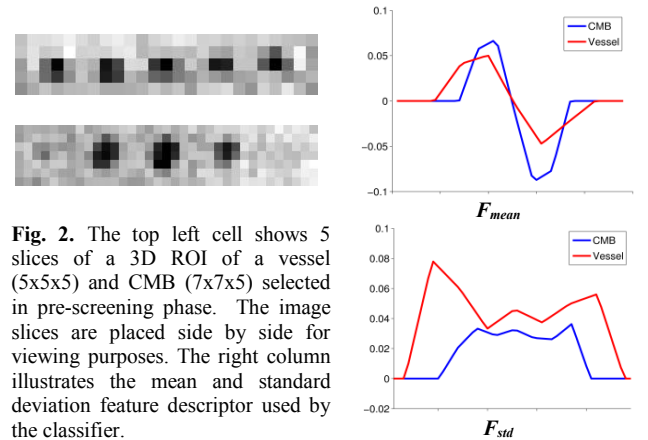 Fig. 2. The top left cell shows 5
slices of a 3D ROI of a vessel
(5x5x5) and CMB (7x7x5) selected
in pre-screening phase. The image
slices are placed side by side for
viewing purposes. The right column
illustrates the mean and standard
deviation feature descriptor used by
the classifier.
0.1
0.05
0
−0.05
−0.1
CMB
Vessel
Fmean
0.1
0.08
0.06
0.04
0.02
0
−0.02
CMB
Vessel
Fstd